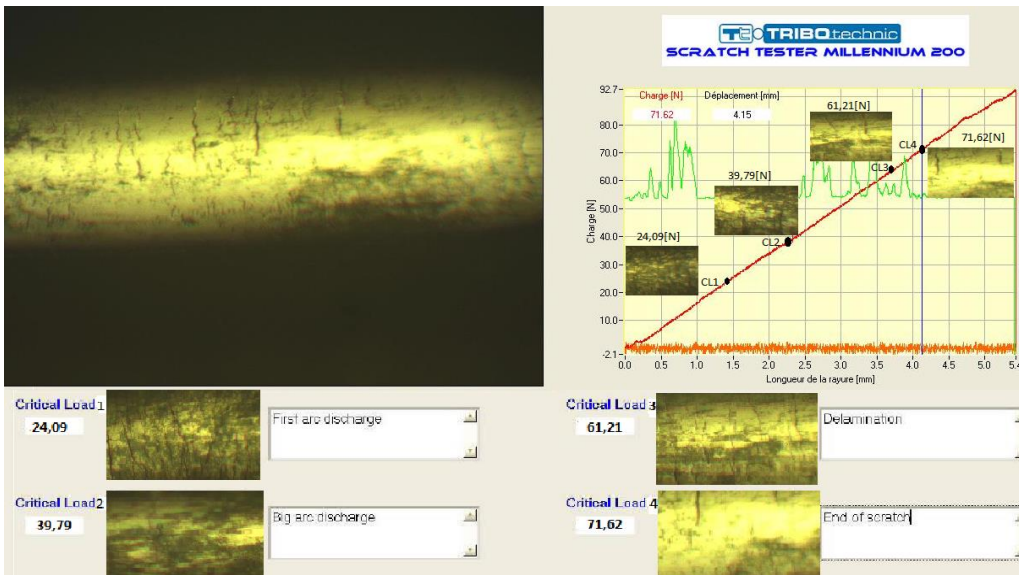 TRIBOtechnic
SCRATCH TESTER MILLENNIUM 200
Charge [N] Déplacement [mm]
71.62 4.15
61,21[N]
71,62[N]
39,79[N]
24,09[N]
CL4
CL3
CL2
CL1
92.7
80.0
70.0
60.0
50.0
40.0
30.0
20.0
10.0
-2.1
Charge [N]
0.0 0.5 1.0 1.5 2.0 2.5 3.0 3.5 4.0 4.5 5.0 5.4
Longueur de la rayure [mm]
Critical Load 1
24,09
First arc discharge
Critical Load2
39,79
Big arc discharge
Critical Load 3
61,21
Delamination
Critical Load 4
71,62
End of scratch